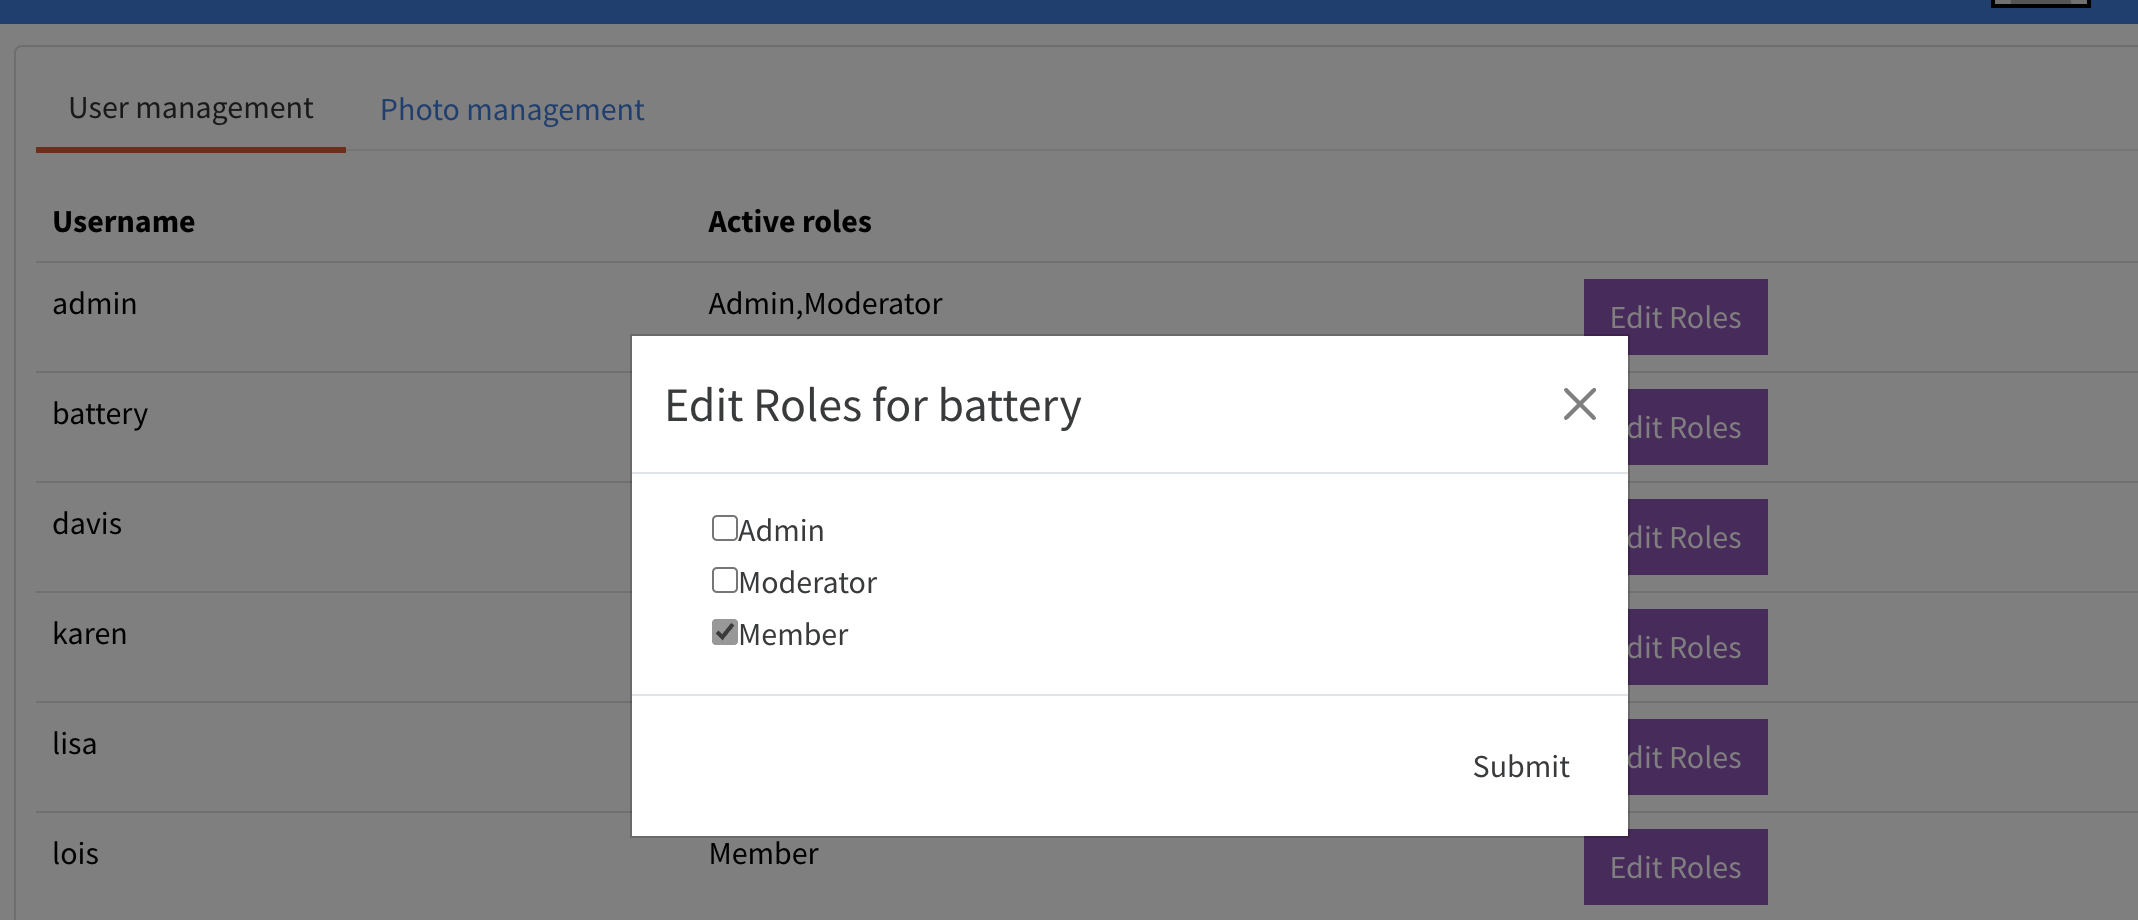 User management
Photo management
Username
Active roles
admin
Admin,Moderator
Edit Roles
battery
davis
karen
lisa
lois
Member
Edit Roles
Edit Roles for battery
Admin
Moderator
Member
Submit
dit Roles
dit Roles
dit Roles
dit Roles